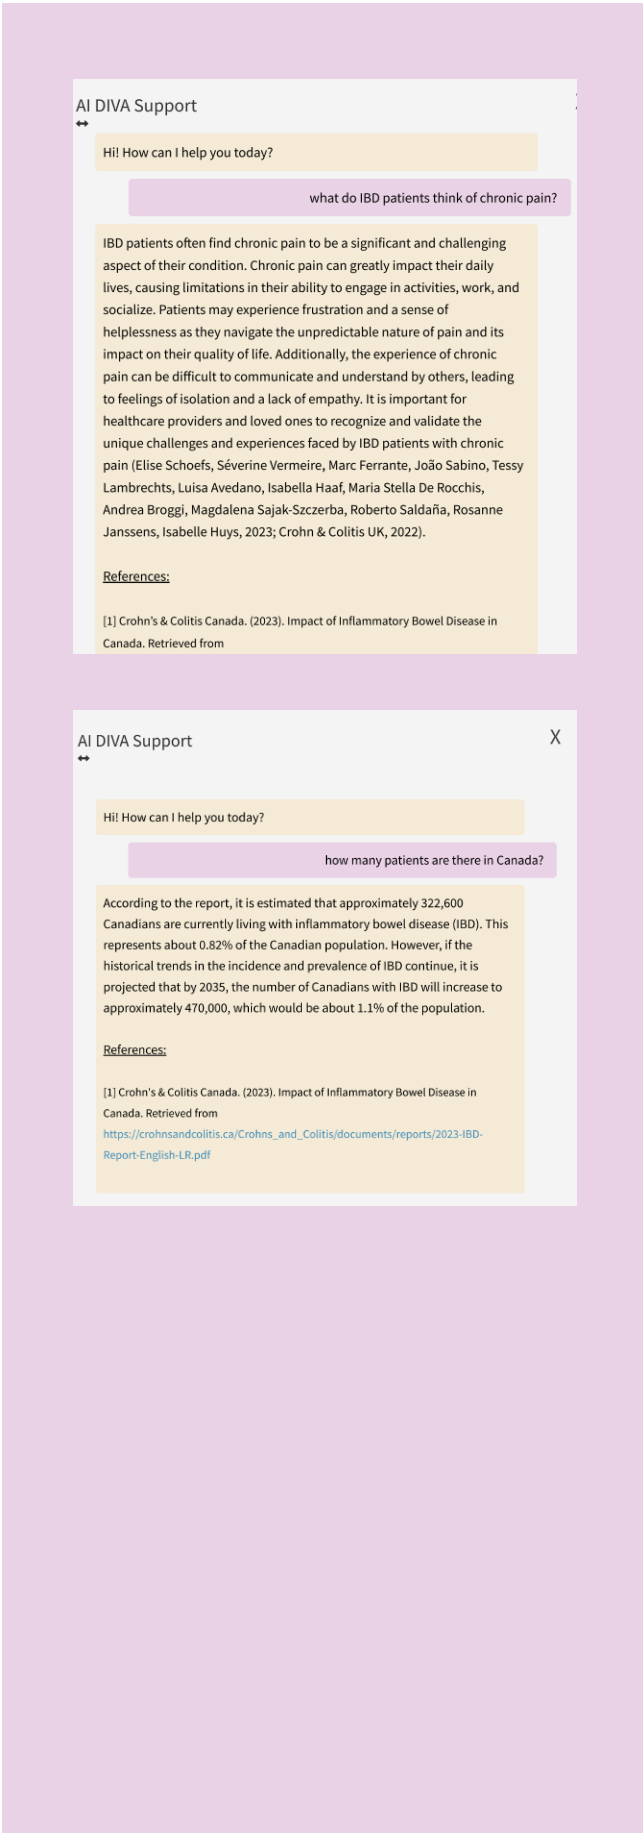 AI DIVA Support
Hi! How can I help you today?
what do IBD patients think of chronic pain?
IBD patients often find chronic pain to be a significant and challenging
aspect of their condition. Chronic pain can greatly impact their daily
lives, causing limitations in their ability to engage in activities, work, and
socialize. Patients may experience frustration and a sense of
helplessness as they navigate the unpredictable nature of pain and its
impact on their quality of life. Additionally, the experience of chronic
pain can be difficult to communicate and understand by others, leading
to feelings of isolation and a lack of empathy. It is important for
healthcare providers and loved ones to recognize and validate the
unique challenges and experiences faced by IBD patients with chronic
pain (Elise Schoefs, Séverine Vermeire, Marc Ferrante, João Sabino, Tessy
Lambrechts, Luisa Avedano, Isabella Haaf, Maria Stella De Rocchis,
Andrea Broggi, Magdalena Sajak-Szczerba, Roberto Saldaña, Rosanne
Janssens, Isabelle Huys, 2023; Crohn & Colitis UK, 2022).
References:
[1] Crohn's & Colitis Canada. (2023). Impact of Inflammatory Bowel Disease in
Canada. Retrieved from
AI DIVA Support
X
Hi! How can I help you today?
how many patients are there in Canada?
According to the report, it is estimated that approximately 322,600
Canadians are currently living with inflammatory bowel disease (IBD). This
represents about 0.82% of the Canadian population. However, if the
historical trends in the incidence and prevalence of IBD continue, it is
projected that by 2035, the number of Canadians with IBD will increase to
approximately 470,000, which would be about 1.1% of the population.
References:
[1] Crohn's & Colitis Canada. (2023). Impact of Inflammatory Bowel Disease in
Canada. Retrieved from
https://crohnsandcolitis.ca/Crohns_and_Colitis/documents/reports/2023-IBD-
Report-English-LR.pdf